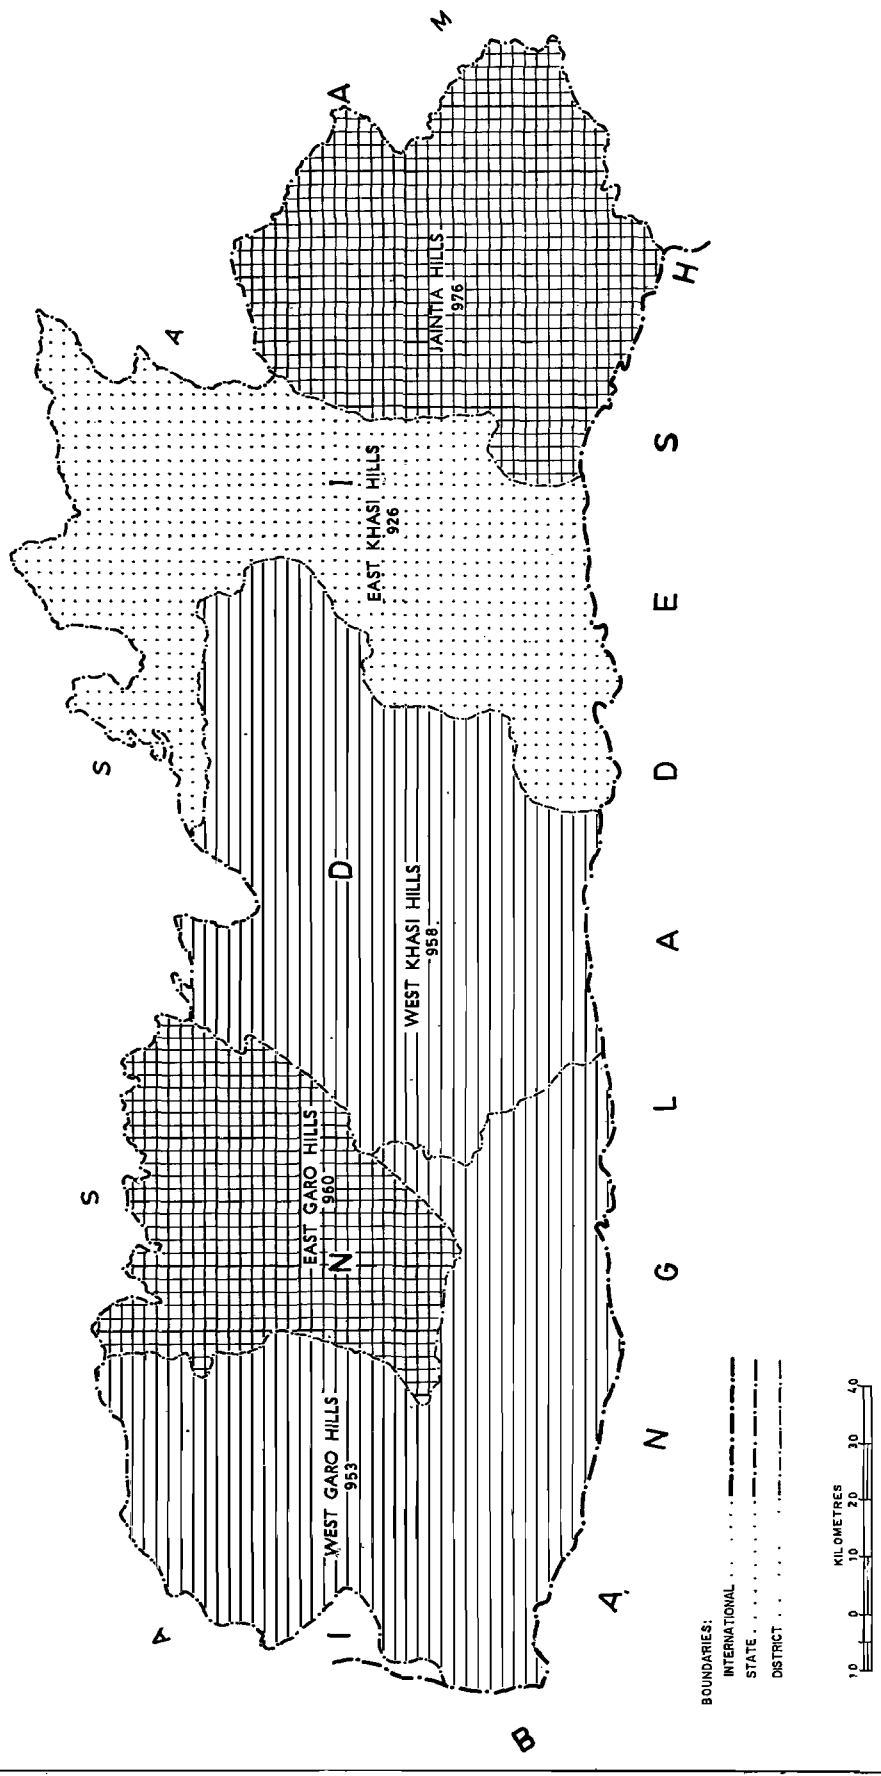 A S S A M
S A
I N D I A
WEST GARO HILLS
953
EAST GARO HILLS
960
WEST KHASI HILLS
958.
EAST KHASI HILLS
926
JAINTIA HILLS
976
B A N G L A D E S H
BOUNDARIES:
INTERNATIONAL
STATE
DISTRICT
KILOMETRES
10 0 10 20 30 40